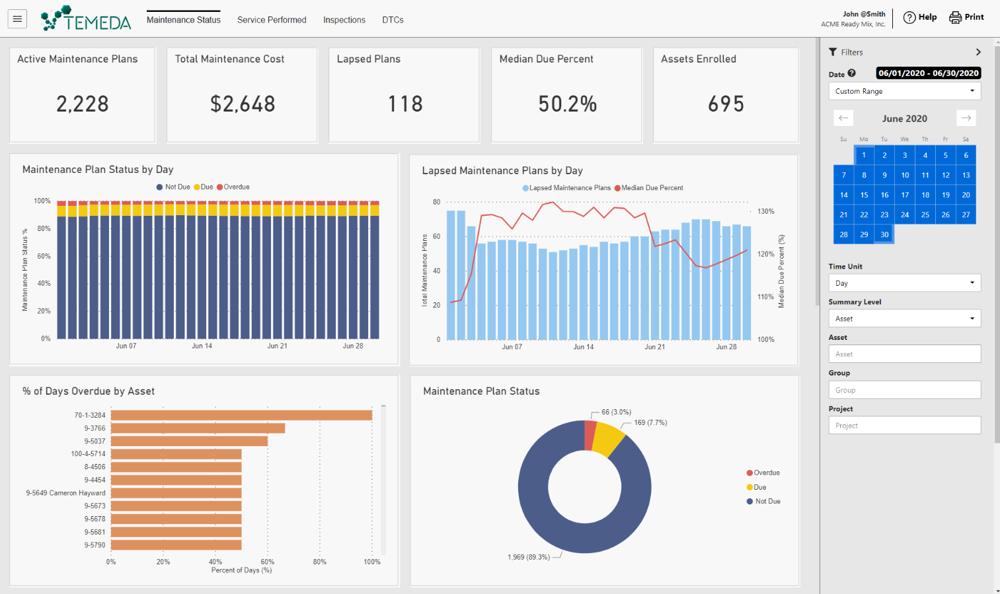 TEMEDA
Maintenance Status
Service Performed
Inspections
DTCs
John @Smith
ACME Ready Mix, Inc.
Help
Print
Active Maintenance Plans
2,228
Total Maintenance Cost
$2,648
Lapsed Plans
118
Median Due Percent
50.2%
Assets Enrolled
695
Maintenance Plan Status by Day
Not Due
Due
Overdue
Maintenance Plan Status %
100%
80%
60%
40%
20%
0%
Jun 07
Jun 14
Jun 21
Jun 28
Lapsed Maintenance Plans by Day
Lapsed Maintenance Plans
Median Due Percent
Total Maintenance Plans
80
60
40
20
0
130%
120%
110%
100%
Median Due Percent (%)
Jun 07
Jun 14
Jun 21
Jun 28
% of Days Overdue by Asset
70-1-3284
9-3766
9-5037
100-4-5714
8-4506
9-4454
9-5649 Cameron Hayward
9-5673
9-5678
9-5681
9-5790
0%
20%
40%
60%
80%
100%
Percent of Days (%)
Maintenance Plan Status
66 (3.0%)
169 (7.7%)
1,969 (89.3%)
Overdue
Due
Not Due
Filters
Date
06/01/2020 - 06/30/2020
Custom Range
June 2020
Su Mo Tu We Th Fr Sa
1 2 3 4 5 6
7 8 9 10 11 12 13
14 15 16 17 18 19 20
21 22 23 24 25 26 27
28 29 30
Time Unit
Day
Summary Level
Asset
Asset
Asset
Group
Group
Project
Project